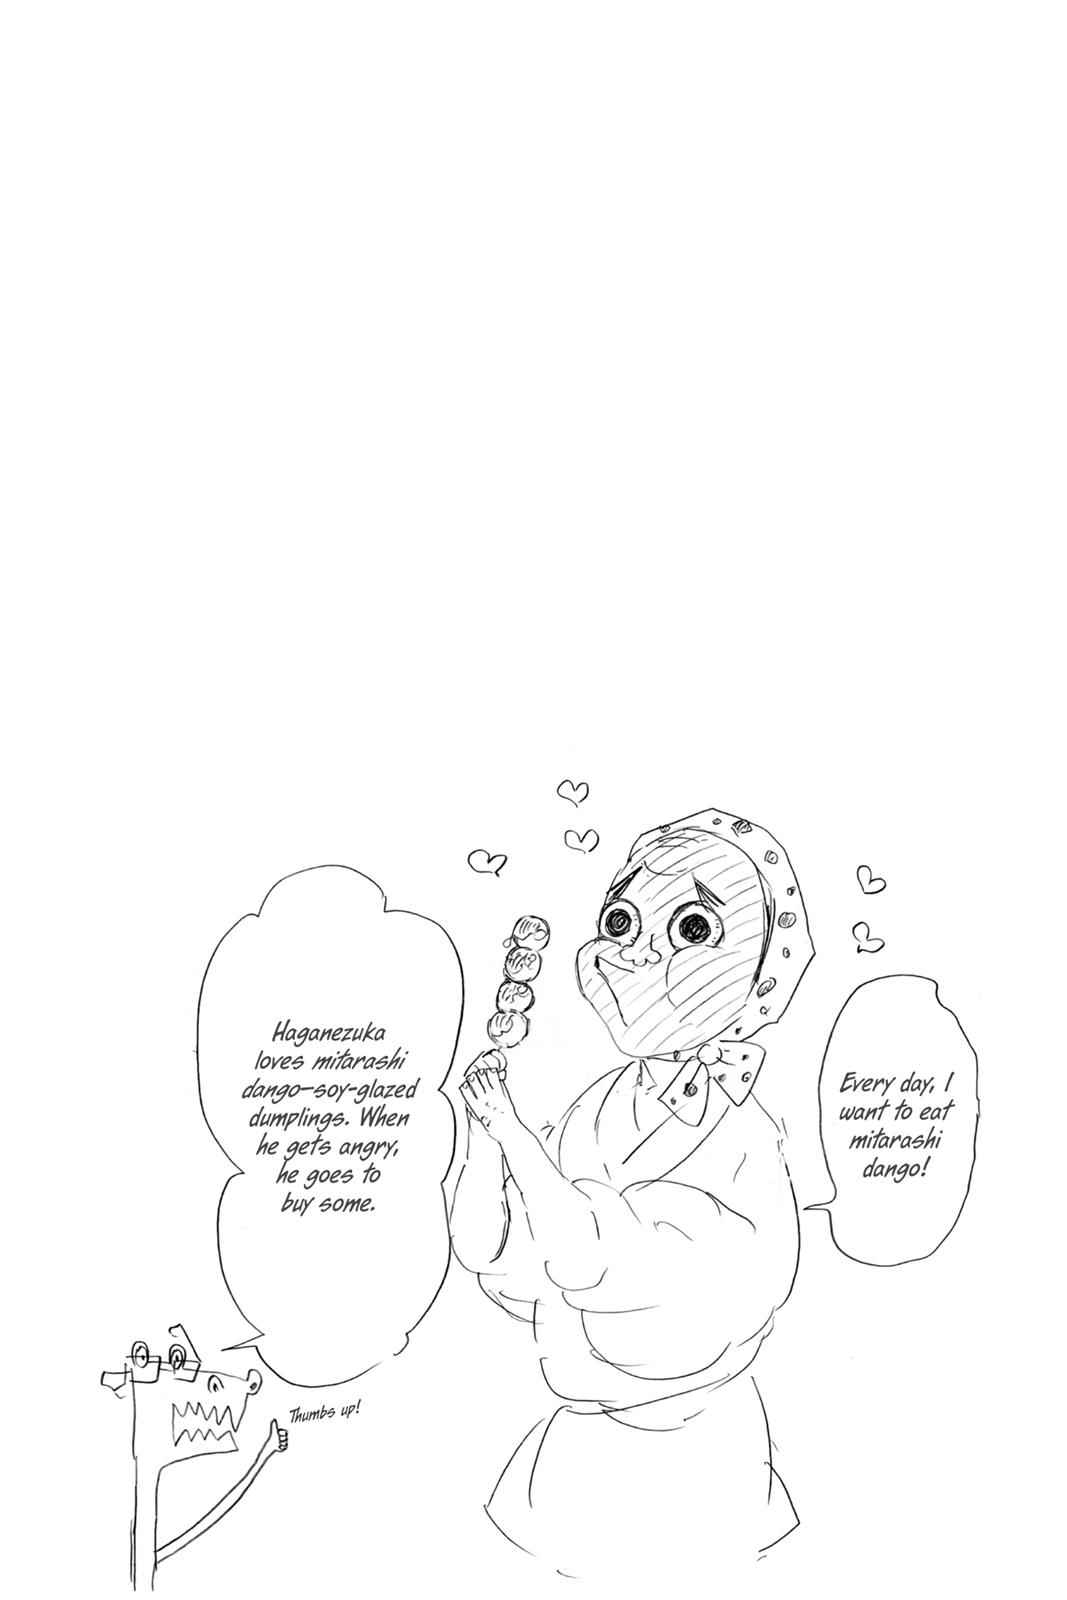 Haganezuka
loves mitarashi
dango—soy-glazed
dumplings. When
he gets angry,
he goes to
buy some.
Every day, I
want to eat
mitarashi
dango!
Thumbs up!